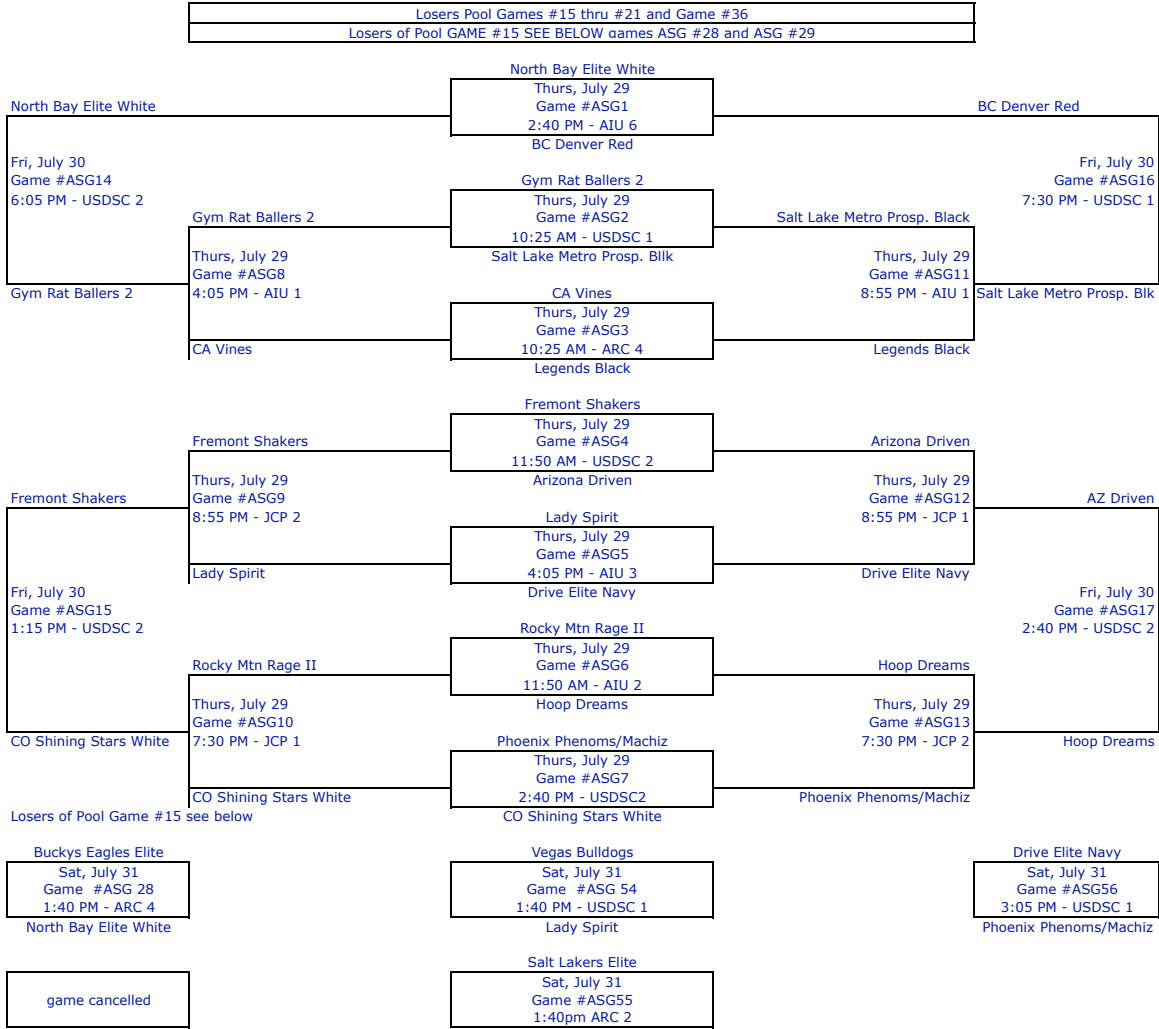 Losers Pool Games #15 thru #21 and Game #36
Losers of Pool GAME #15 SEE BELOW games ASG #28 and ASG #29
North Bay Elite White
Thurs, July 29
Game #ASG1
2:40 PM - AIU 6
BC Denver Red
North Bay Elite White
BC Denver Red
Fri, July 30
Game #ASG14
6:05 PM - USDSC 2
Fri, July 30
Game #ASG16
7:30 PM - USDSC 1
Gym Rat Ballers 2
Thurs, July 29
Game #ASG2
10:25 AM - USDSC 1
Salt Lake Metro Prosp. Bllk
Gym Rat Ballers 2
Salt Lake Metro Prosp. Black
Thurs, July 29
Game #ASG8
4:05 PM - AIU 1
Thurs, July 29
Game #ASG11
8:55 PM - AIU 1
Gym Rat Ballers 2
Salt Lake Metro Prosp. Blk
CA Vines
Thurs, July 29
Game #ASG3
10:25 AM - ARC 4
Legends Black
CA Vines
Legends Black
Fremont Shakers
Thurs, July 29
Game #ASG4
11:50 AM - USDSC 2
Arizona Driven
Fremont Shakers
Arizona Driven
Thurs, July 29
Game #ASG9
8:55 PM - JCP 2
Thurs, July 29
Game #ASG12
8:55 PM - JCP 1
Fremont Shakers
AZ Driven
Lady Spirit
Thurs, July 29
Game #ASG5
4:05 PM - AIU 3
Drive Elite Navy
Lady Spirit
Drive Elite Navy
Fri, July 30
Game #ASG15
1:15 PM - USDSC 2
Fri, July 30
Game #ASG17
2:40 PM - USDSC 2
Rocky Mtn Rage II
Thurs, July 29
Game #ASG6
11:50 AM - AIU 2
Hoop Dreams
Rocky Mtn Rage II
Hoop Dreams
Thurs, July 29
Game #ASG10
7:30 PM - JCP 1
Thurs, July 29
Game #ASG13
7:30 PM - JCP 2
CO Shining Stars White
Hoop Dreams
Phoenix Phenoms/Machiz
Thurs, July 29
Game #ASG7
2:40 PM - USDSC2
CO Shining Stars White
CO Shining Stars White
Phoenix Phenoms/Machiz
Losers of Pool Game #15 see below
Buckys Eagles Elite
Sat, July 31
Game #ASG 28
1:40 PM - ARC 4
North Bay Elite White
Vegas Bulldogs
Sat, July 31
Game #ASG 54
1:40 PM - USDSC 1
Lady Spirit
Drive Elite Navy
Sat, July 31
Game #ASG56
3:05 PM - USDSC 1
Phoenix Phenoms/Machiz
game cancelled
Salt Lakers Elite
Sat, July 31
Game #ASG55
1:40pm ARC 2